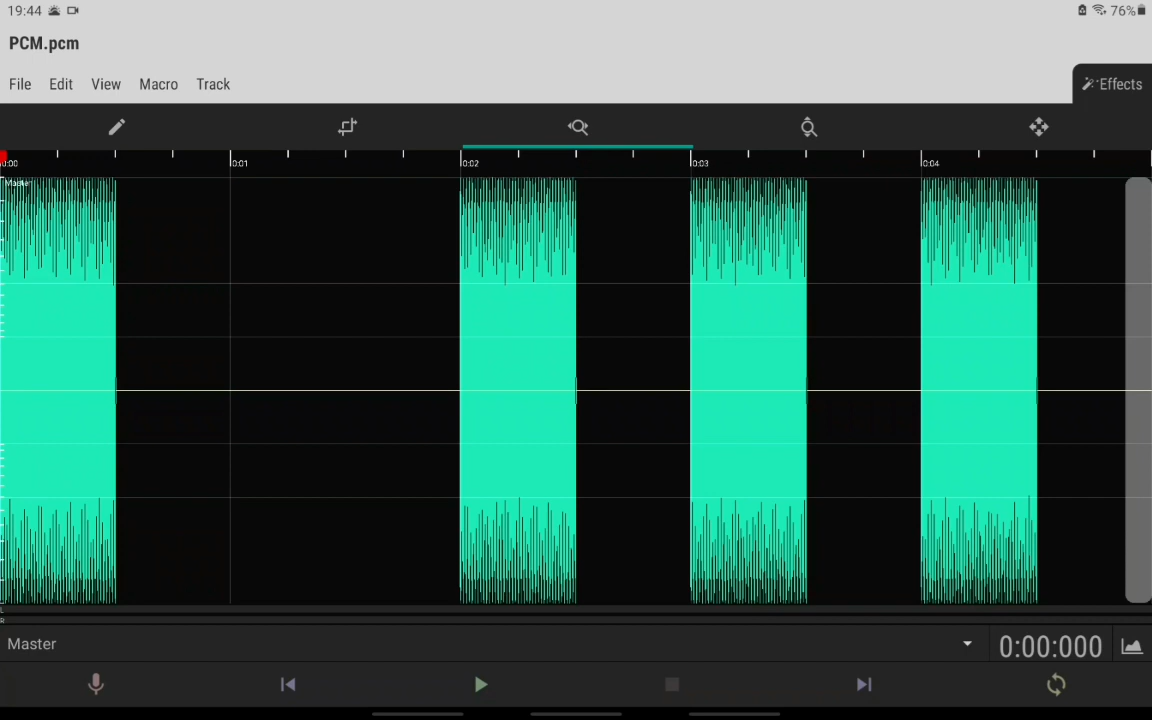 19:44 76%
PCM.pcm
File Edit View Macro Track Effects
0:00 0:01 0:02 0:03 0:04
Master
L
R
Master 0:00:000